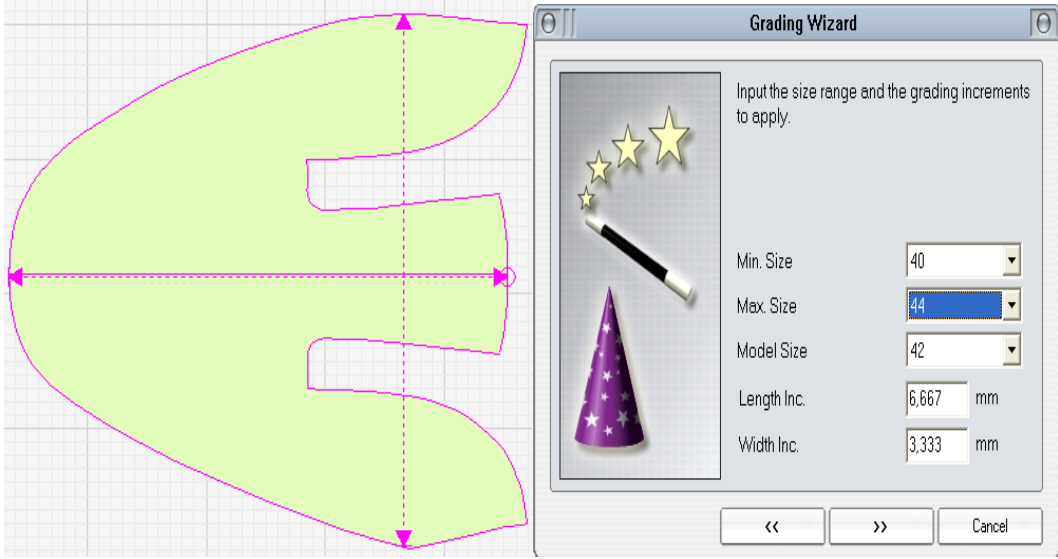 Grading Wizard
Input the size range and the grading increments
to apply.
Min. Size 40
Max. Size 44
Model Size 42
Length Inc. 6,667 mm
Width Inc. 3,333 mm
<< >> Cancel